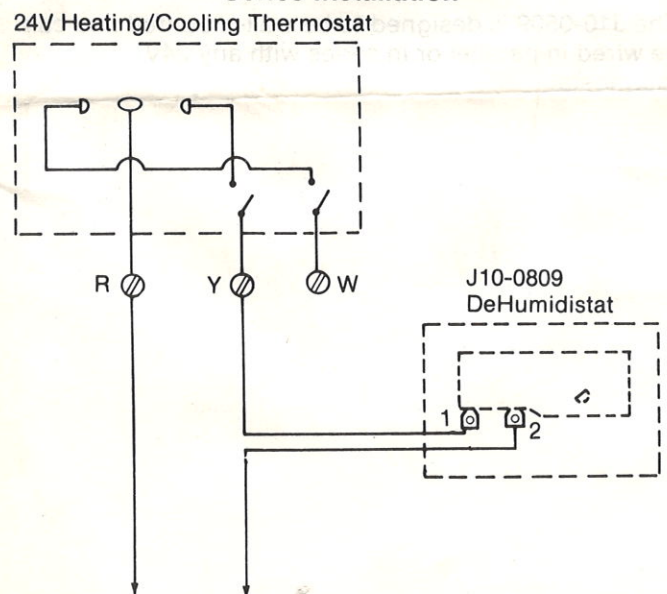 24V Heating/Cooling Thermostat
R
Y
W
J10-0809
DeHumidistat
1
2